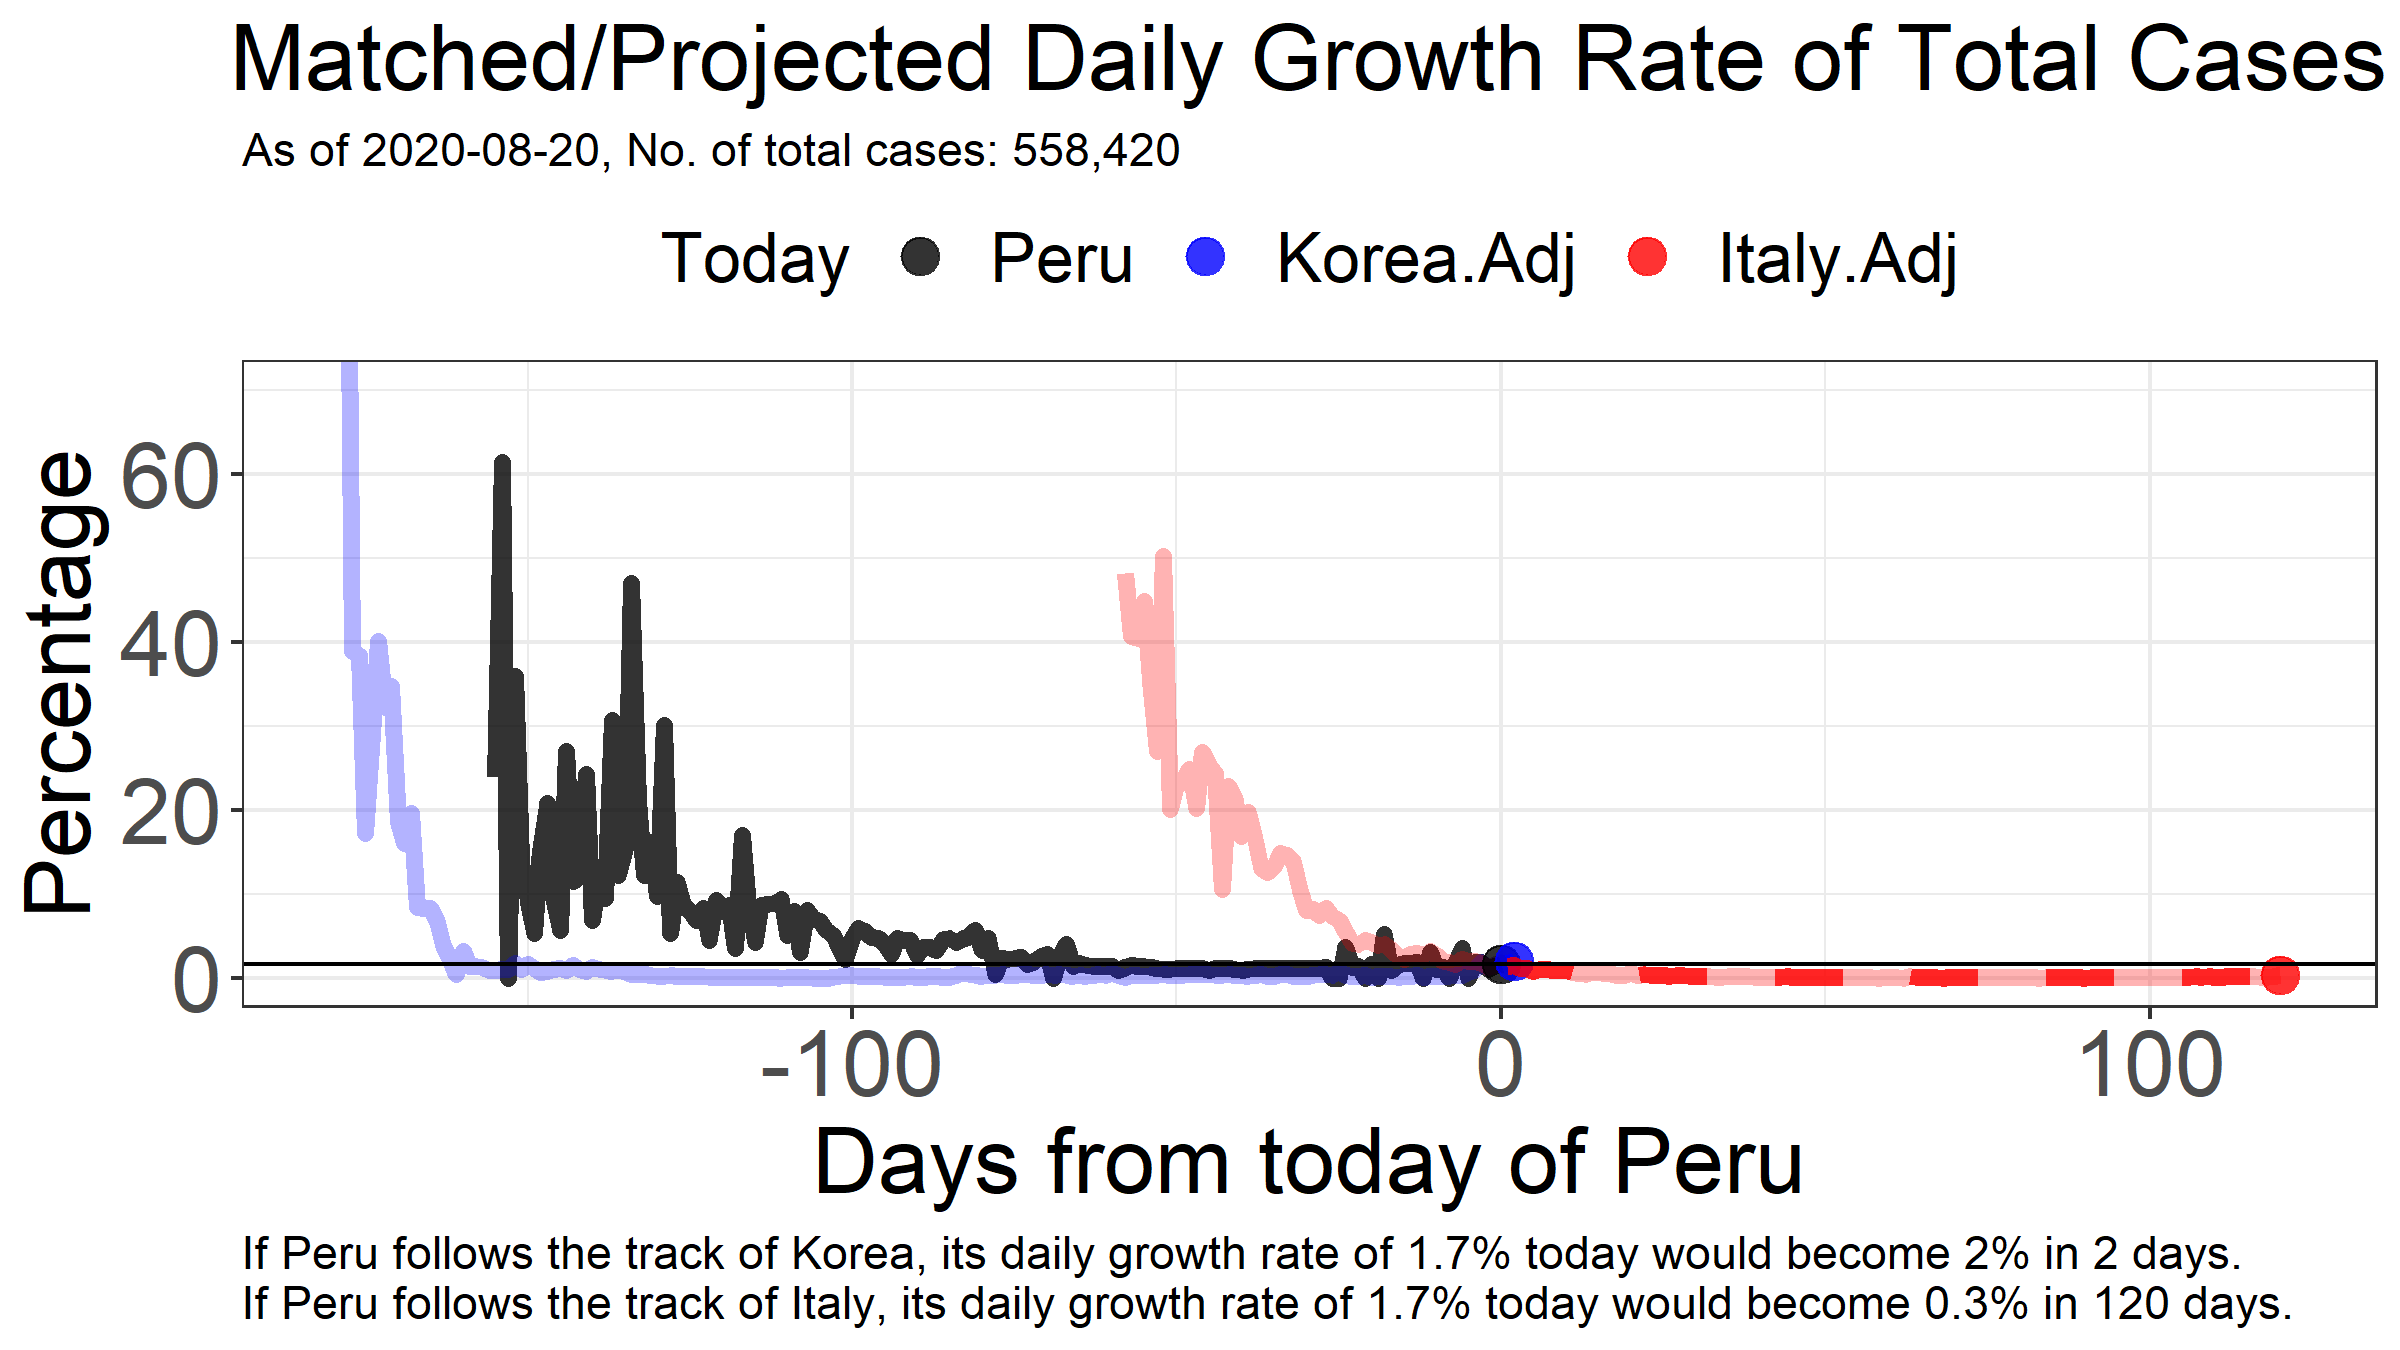 Matched/Projected Daily Growth Rate of Total Cases
As of 2020-08-20, No. of total cases: 558,420
Today Peru Korea.Adj Italy.Adj
Percentage
60
40
20
0
-100 0 100
Days from today of Peru
If Peru follows the track of Korea, its daily growth rate of 1.7% today would become 2% in 2 days.
If Peru follows the track of Italy, its daily growth rate of 1.7% today would become 0.3% in 120 days.